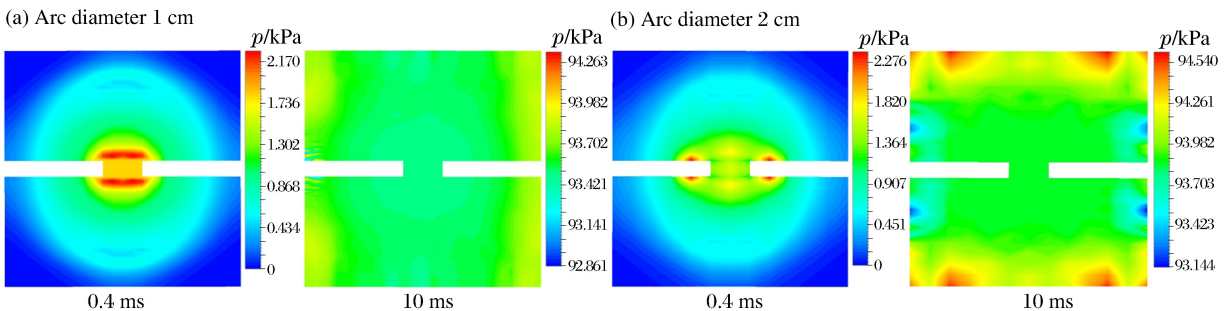 (a) Arc diameter 1 cm
p/kPa
2.170
1.736
1.302
0.868
0.434
0
0.4 ms
p/kPa
94.263
93.982
93.702
93.421
93.141
92.861
10 ms
(b) Arc diameter 2 cm
p/kPa
2.276
1.820
1.364
0.907
0.451
0
0.4 ms
p/kPa
94.540
94.261
93.982
93.703
93.423
93.144
10 ms